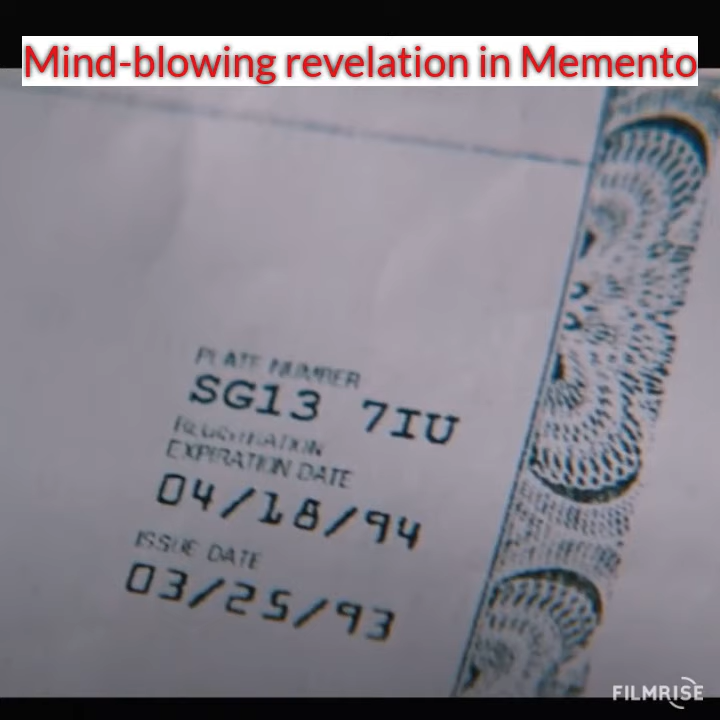 Mind-blowing revelation in Memento
PLATE NUMBER
SG13 7IU
REGISTRATION
EXPIRATION DATE
04/18/94
ISSUE DATE
03/25/93
FILMRISE